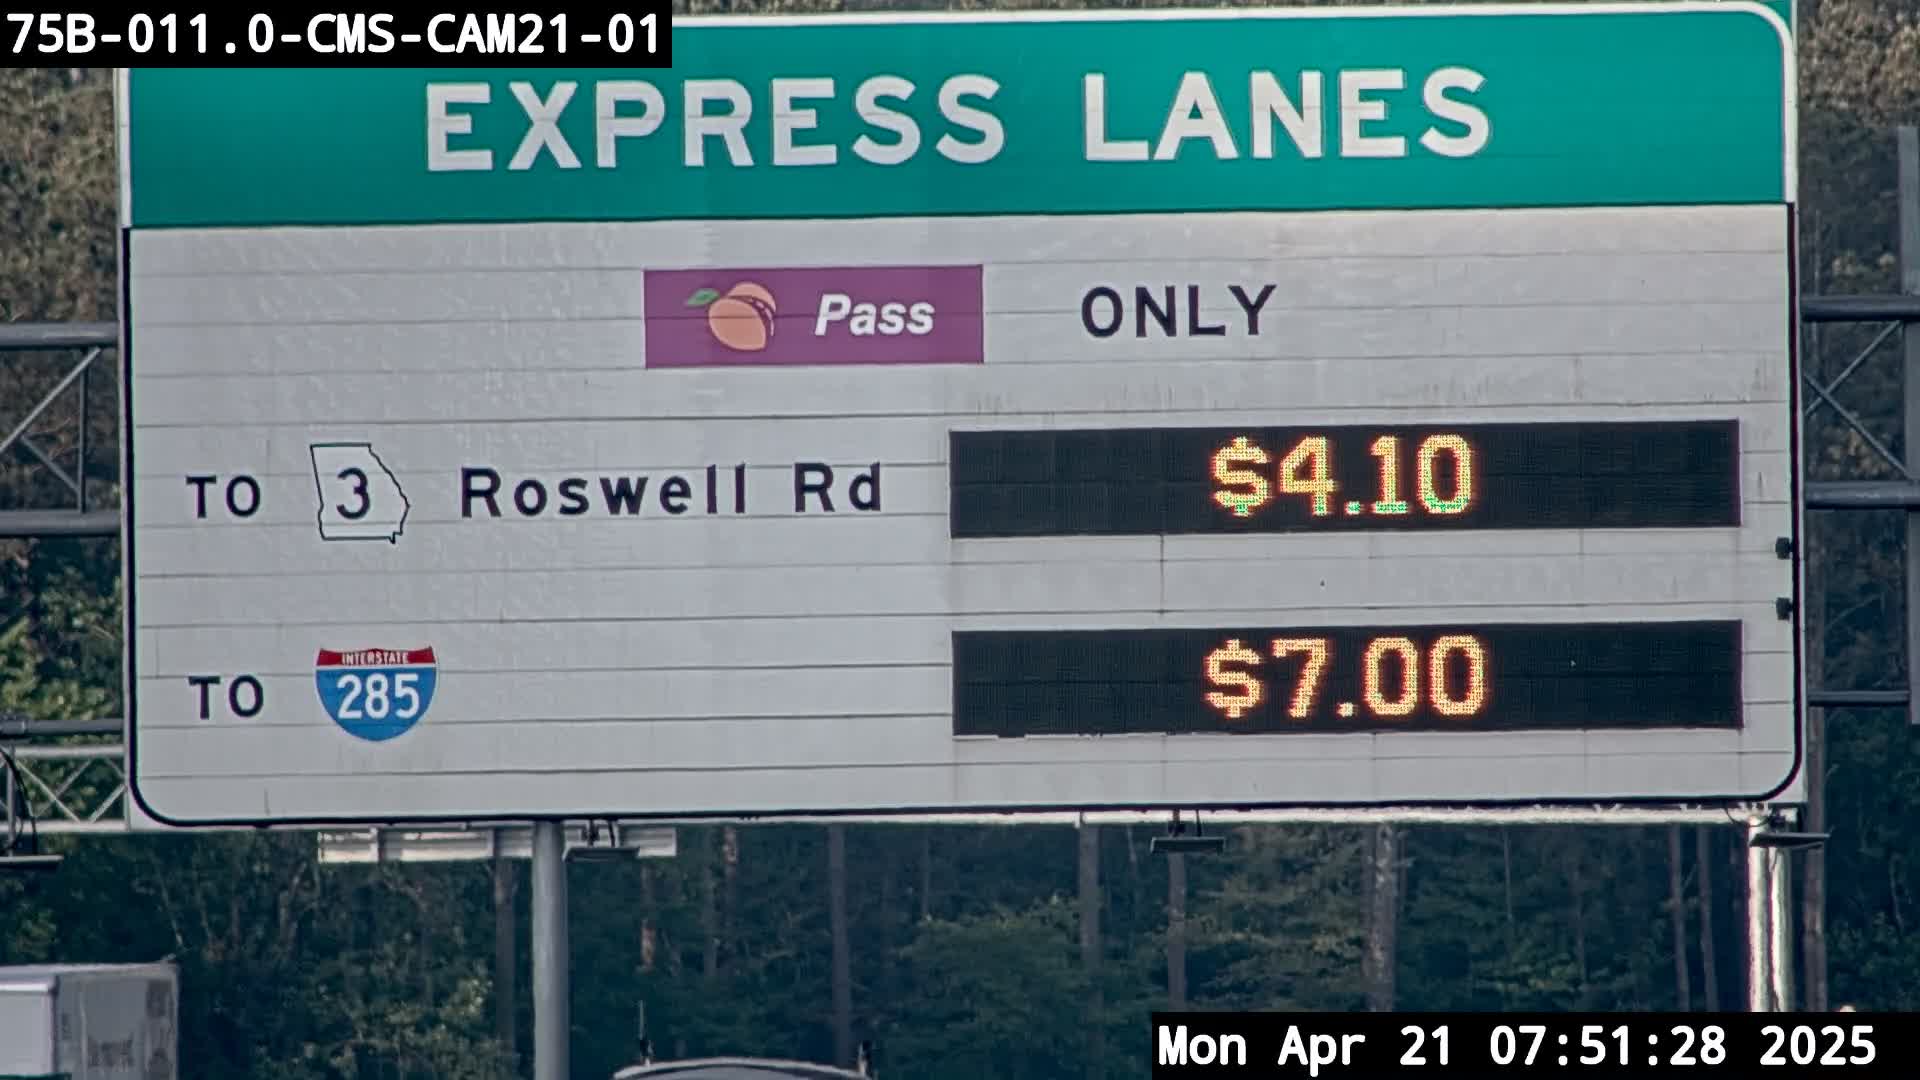 75B-011.0-CMS-CAM21-01
EXPRESS LANES
Pass ONLY
TO 3 Roswell Rd $4.10
TO INTERSTATE 285 $7.00
Mon Apr 21 07:51:28 2025